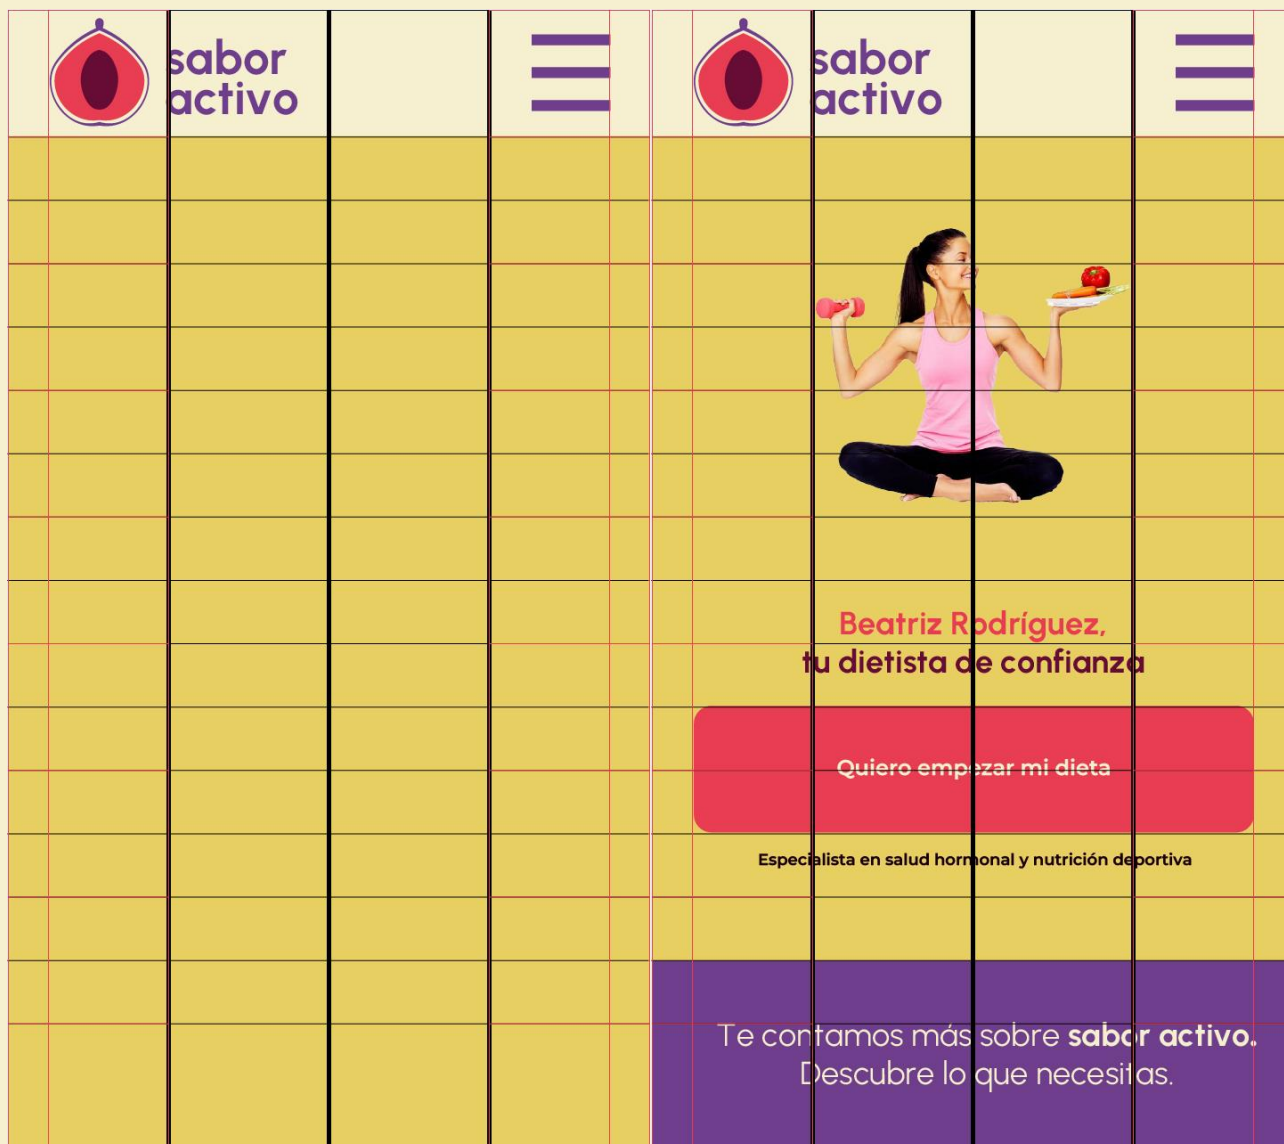 sabor
activo
sabor
activo
Beatriz Rodríguez,
tu dietista de confianza
Quiero empezar mi dieta
Especialista en salud hormonal y nutrición deportiva
Te contamos más sobre sabor activo.
Descubre lo que necesitas.